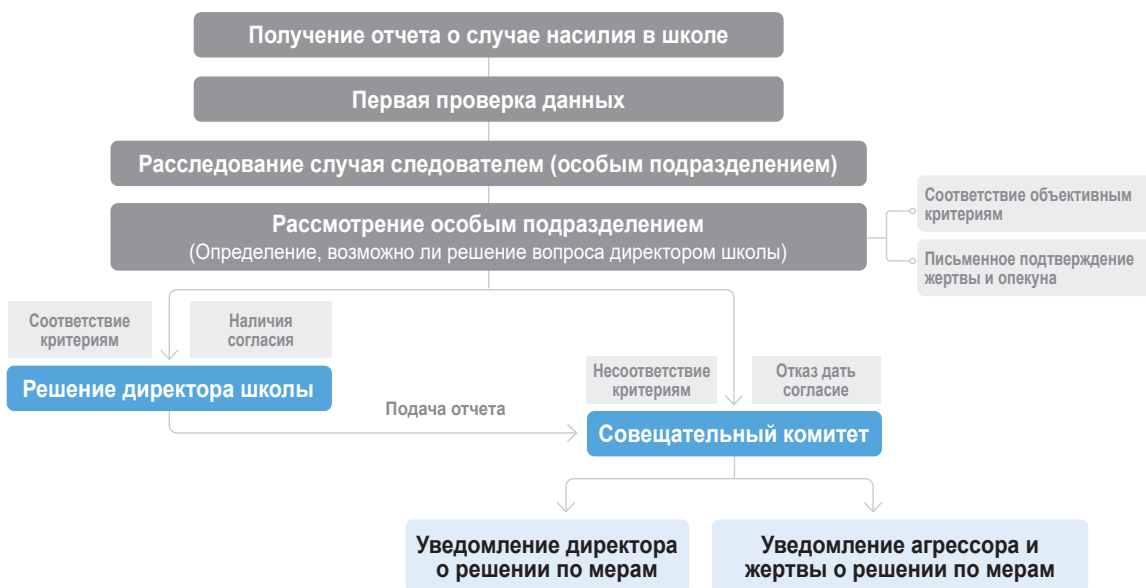 Получение отчета о случае насилия в школе
Первая проверка данных
Расследование случая следователем (особым подразделением)
Рассмотрение особым подразделением
(Определение, возможно ли решение вопроса директором школы)
Соответствие объективным
критериям
Письменное подтверждение
жертвы и опекуна
Соответствие
критериям
Наличия
согласия
Решение директора школы
Несоответствие
критериям
Отказ дать
согласие
Подача отчета
Совещательный комитет
Уведомление директора
о решении по мерам
Уведомление агрессора и
жертвы о решении по мерам